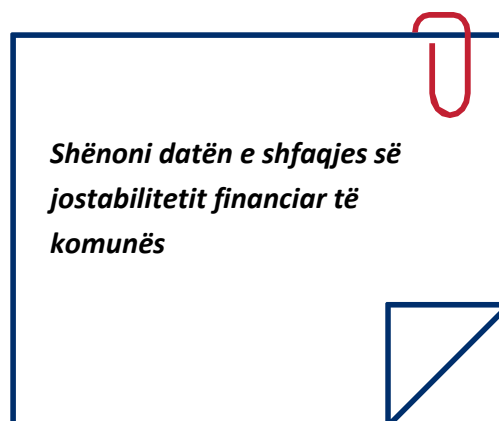 Shënoni datën e shfaqjes së
jostabilitetit financiar të
komunës